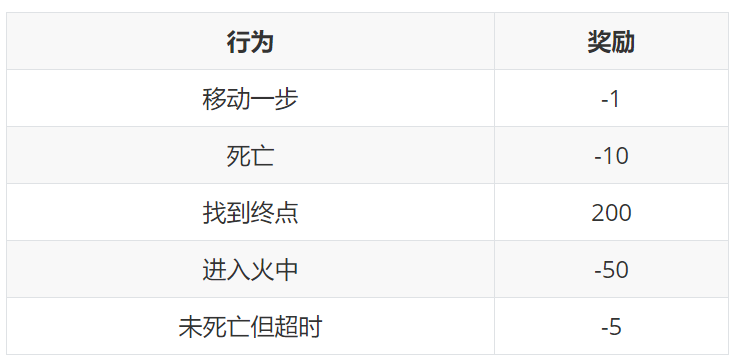 行为 奖励
移动一步 -1
死亡 -10
找到终点 200
进入火中 -50
未死亡但超时 -5